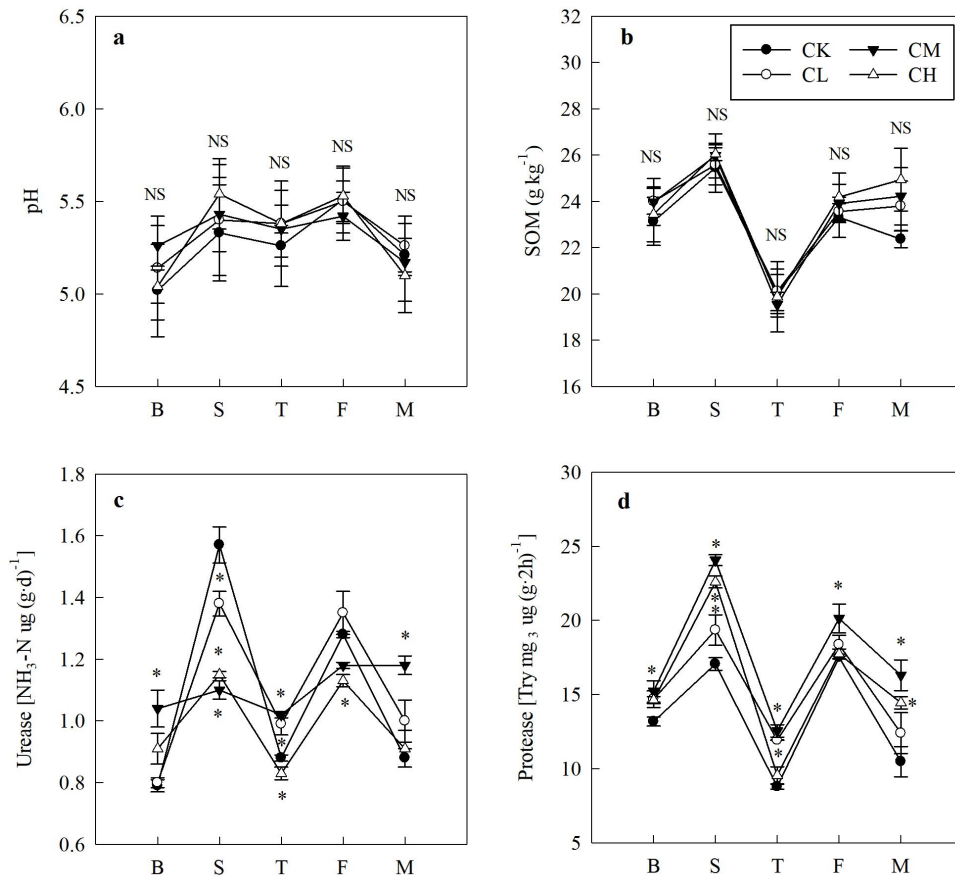 a
6.0
5.5
5.0
4.5
pH
NS
NS
NS
NS
NS
B
S
T
F
M
b
32
30
28
26
24
22
20
18
16
SOM (g kg⁻¹)
CK
CM
CL
CH
NS
NS
NS
NS
NS
B
S
T
F
M
c
1.8
1.6
1.4
1.2
1.0
0.8
0.6
Urease [NH₃-N ug (g·d)⁻¹]
*
*
*
*
*
*
*
*
*
B
S
T
F
M
d
30
25
20
15
10
5
Protease [Try mg ₃ ug (g·2h)⁻¹]
*
*
*
*
*
*
*
*
*
B
S
T
F
M